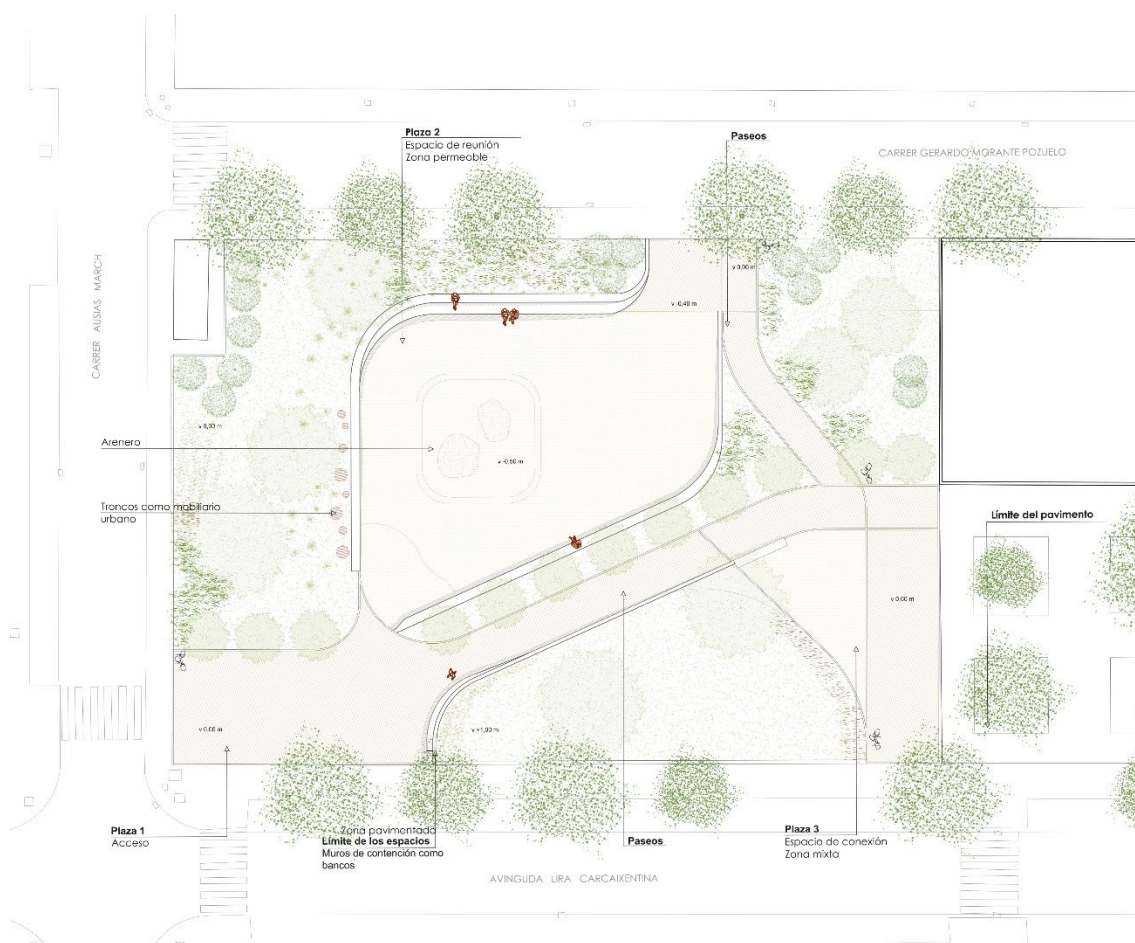 Plaza 2
Espacio de reunión
Zona permeable
Paseos
CARRER GERARDO MORANTE POZUELO
CARRER AUSIAS MARCH
v 0,00 m
v -0,40 m
v 0,00 m
Arenero
v -0,80 m
Troncos como mobiliario
urbano
Límite del pavimento
v 0,00 m
v 0,00 m
v +1,00 m
Plaza 1
Acceso
Zona pavimentada
Límite de los espacios
Muros de contención como
bancos
Paseos
Plaza 3
Espacio de conexión
Zona mixta
AVINGUDA LIRA CARCAIXENTINA